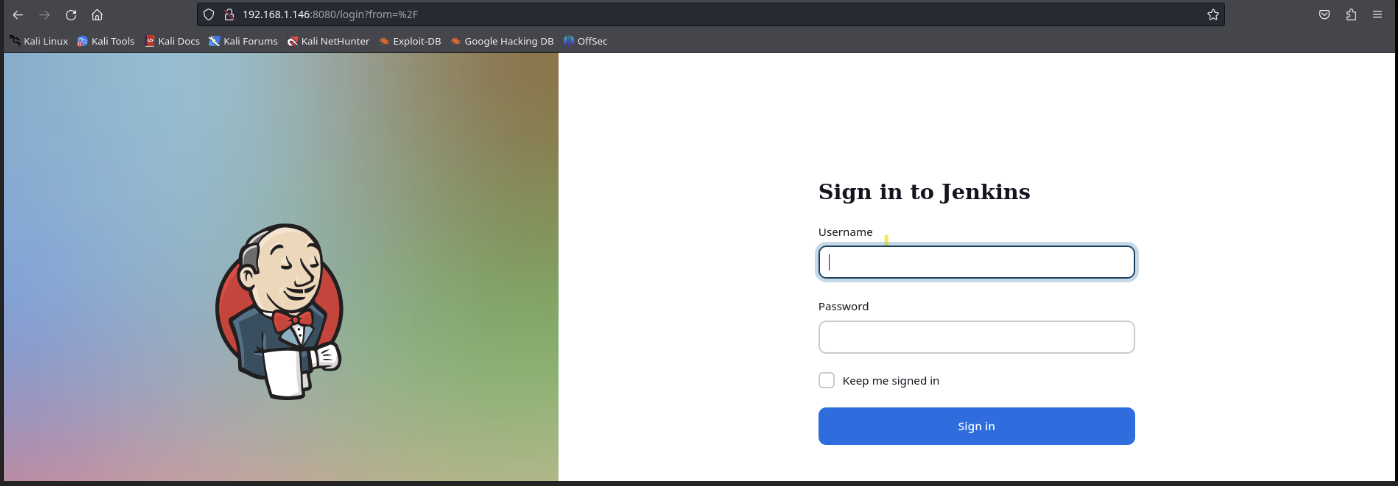 192.168.1.146:8080/login?from=%2F
Kali Linux Kali Tools Kali Docs Kali Forums Kali NetHunter Exploit-DB Google Hacking DB OffSec
Sign in to Jenkins
Username
Password
Keep me signed in
Sign in